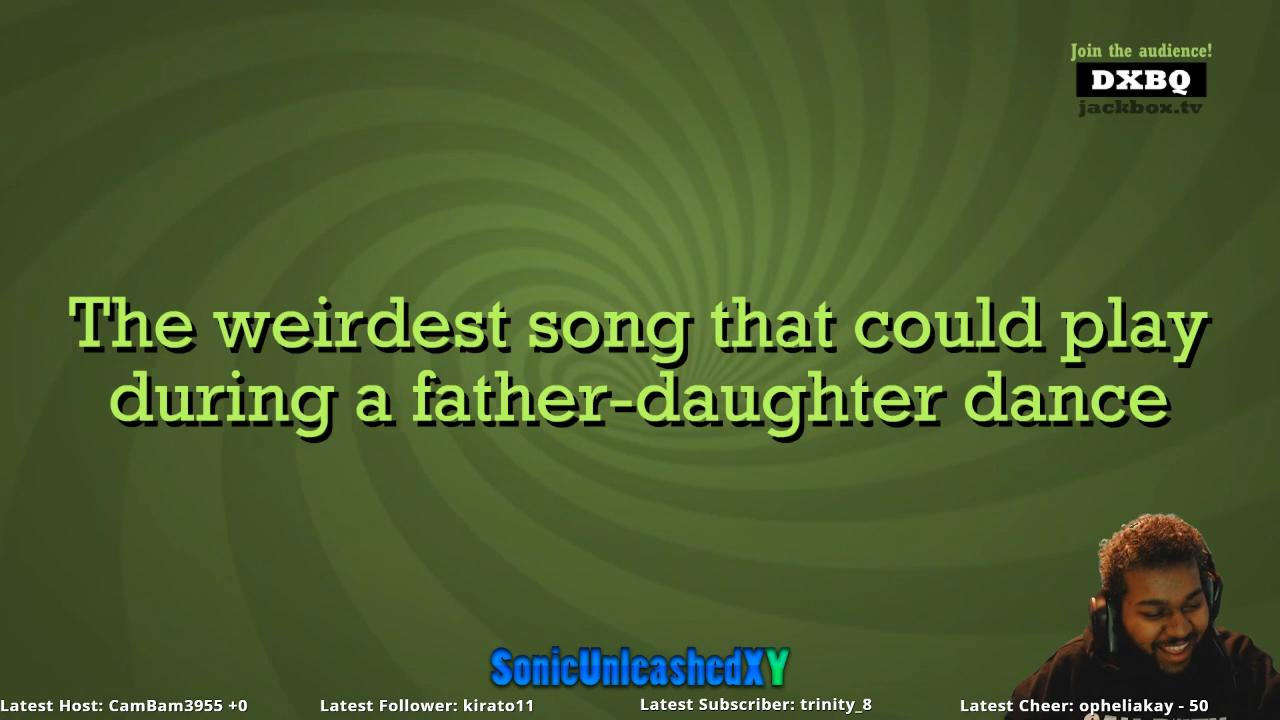 Join the audience!
DXBQ
jackbox.tv
The weirdest song that could play
during a father-daughter dance
SonicUnleashedXY
Latest Host: CamBam3955 +0
Latest Follower: kirato11
Latest Subscriber: trinity_8
Latest Cheer: opheliakay - 50